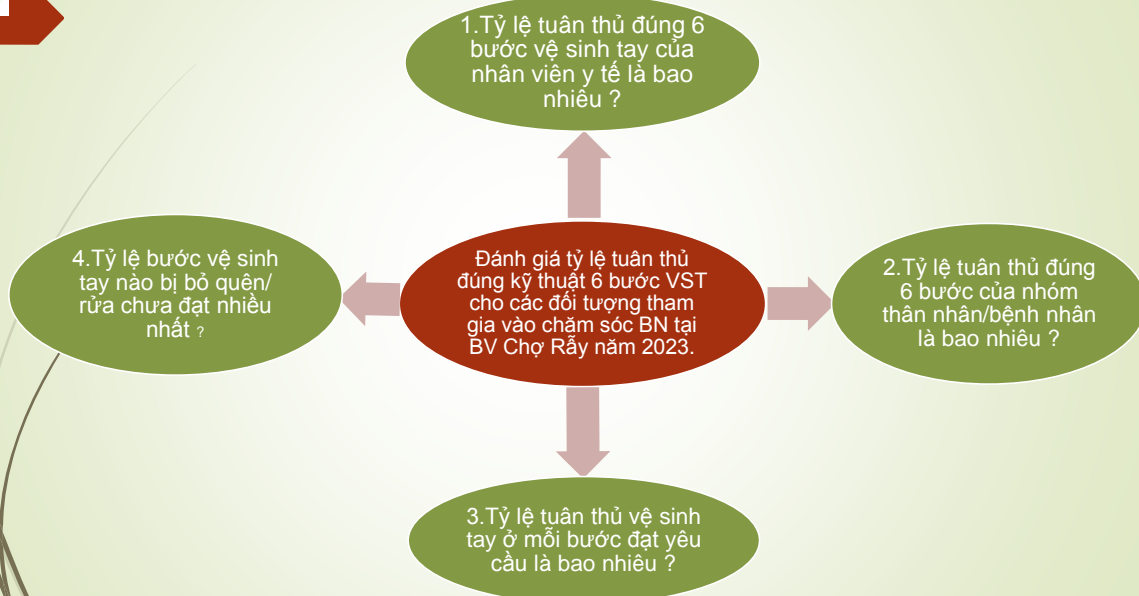 1.Tỷ lệ tuân thủ đúng 6
bước vệ sinh tay của
nhân viên y tế là bao
nhiêu ?
4.Tỷ lệ bước vệ sinh
tay nào bị bỏ quên/
rửa chưa đạt nhiều
nhất ?
Đánh giá tỷ lệ tuân thủ
đúng kỹ thuật 6 bước VST
cho các đối tượng tham
gia vào chăm sóc BN tại
BV Chợ Rẫy năm 2023.
2.Tỷ lệ tuân thủ đúng
6 bước của nhóm
thân nhân/bệnh nhân
là bao nhiêu ?
3.Tỷ lệ tuân thủ vệ sinh
tay ở mỗi bước đạt yêu
cầu là bao nhiêu ?